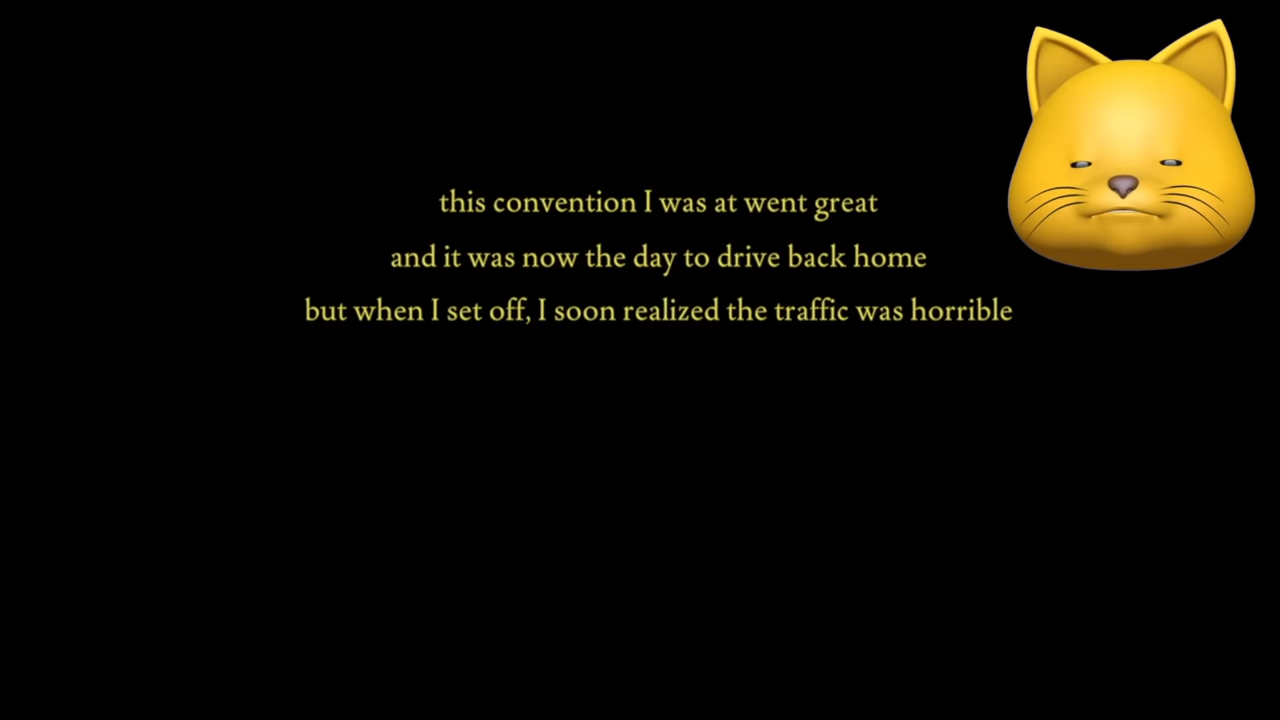 this convention I was at went great
and it was now the day to drive back home
but when I set off, I soon realized the traffic was horrible